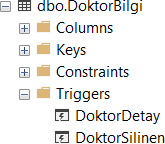 dbo.DoktorBilgi
Columns
Keys
Constraints
Triggers
DoktorDetay
DoktorSilinen